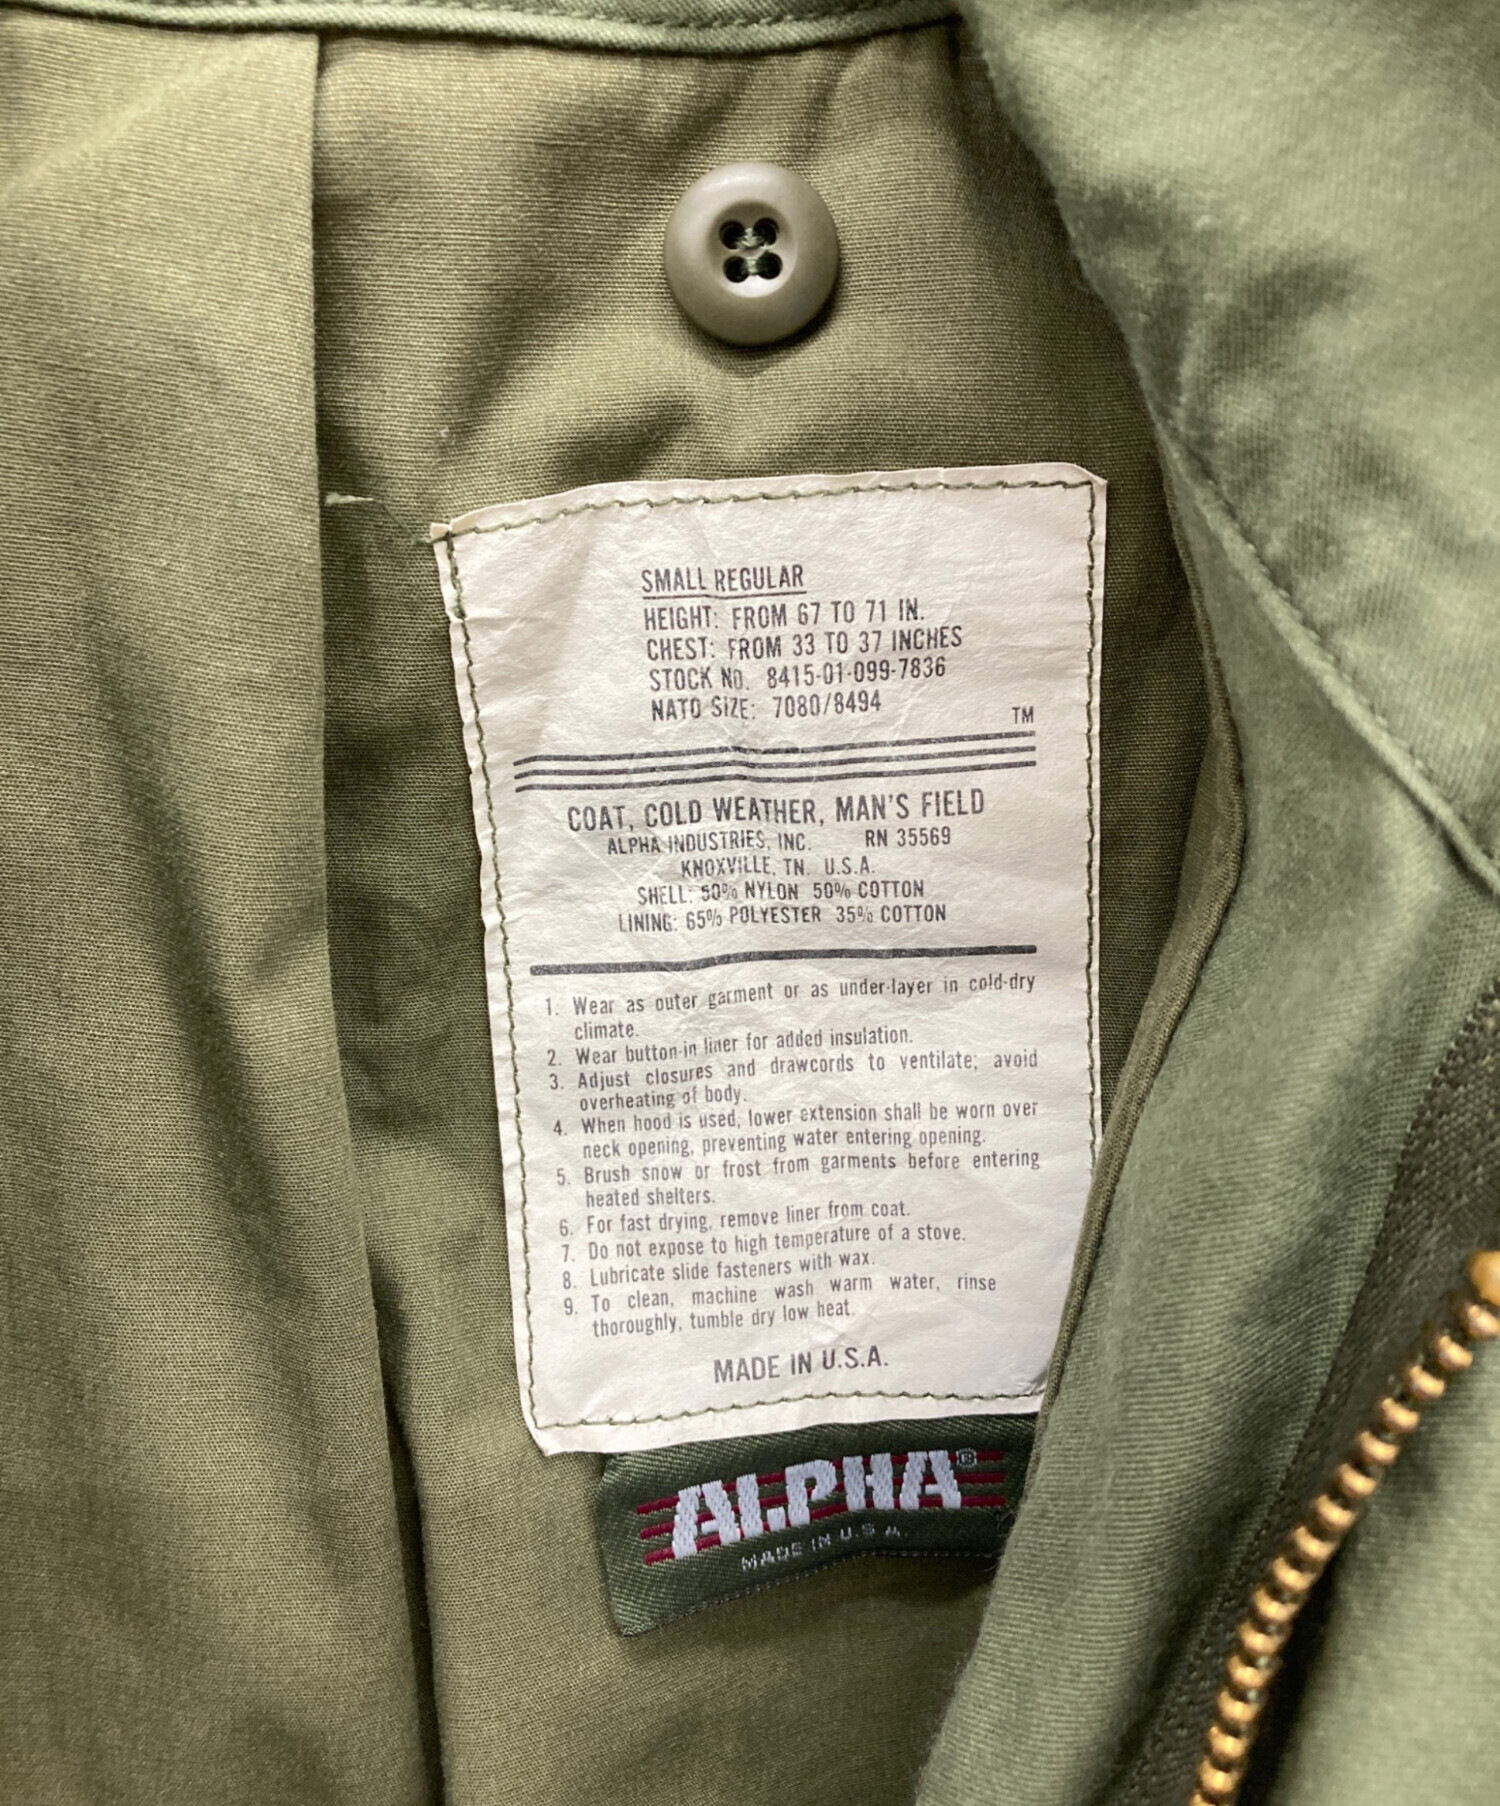 SMALL REGULAR
HEIGHT: FROM 67 TO 71 IN.
CHEST: FROM 33 TO 37 INCHES
STOCK NO. 8415-01-099-7836
NATO SIZE: 7080/8494
TM
COAT, COLD WEATHER, MAN'S FIELD
ALPHA INDUSTRIES, INC. RN 35569
KNOXVILLE, TN. U.S.A.
SHELL: 50% NYLON 50% COTTON
LINING: 65% POLYESTER 35% COTTON
1. Wear as outer garment or as under-layer in cold-dry
climate.
2. Wear button-in liner for added insulation.
3. Adjust closures and drawcords to ventilate; avoid
overheating of body.
4. When hood is used, lower extension shall be worn over
neck opening, preventing water entering opening.
5. Brush snow or frost from garments before entering
heated shelters.
6. For fast drying, remove liner from coat.
7. Do not expose to high temperature of a stove.
8. Lubricate slide fasteners with wax.
9. To clean, machine wash warm water, rinse
thoroughly, tumble dry low heat.
MADE IN U.S.A.
ALPHA®
MADE IN U.S.A.